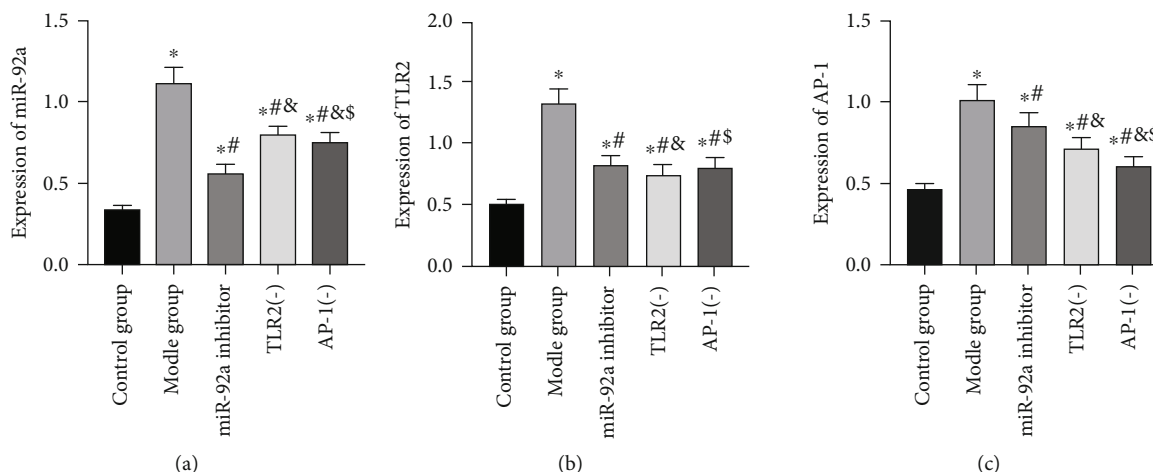 Expression of miR-92a
1.5
1.0
0.5
0.0
*
*#
*#&
*#&$
Control group
Modle group
miR-92a inhibitor
TLR2(-)
AP-1(-)
(a)
Expression of TLR2
2.0
1.5
1.0
0.5
0.0
*
*#
*#&
*#$
Control group
Modle group
miR-92a inhibitor
TLR2(-)
AP-1(-)
(b)
Expression of AP-1
1.5
1.0
0.5
0.0
*
*#
*#&
*#&$
Control group
Modle group
miR-92a inhibitor
TLR2(-)
AP-1(-)
(c)